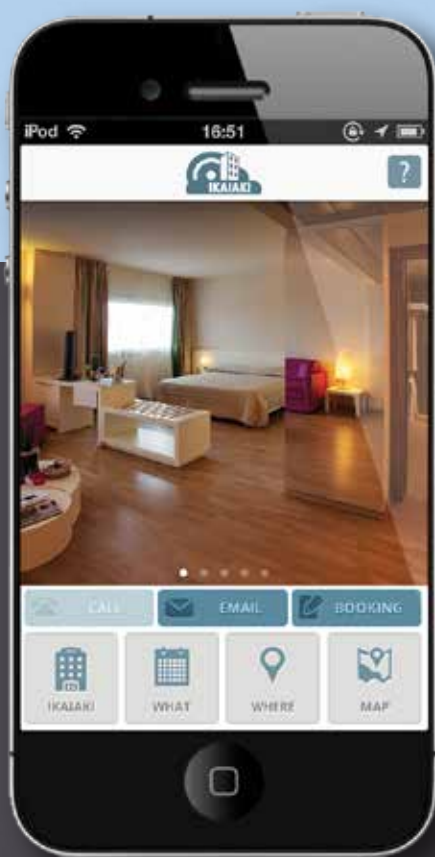 iPod 16:51
IKAIAKI
?
CALL EMAIL BOOKING
IKAIAKI WHAT WHERE MAP